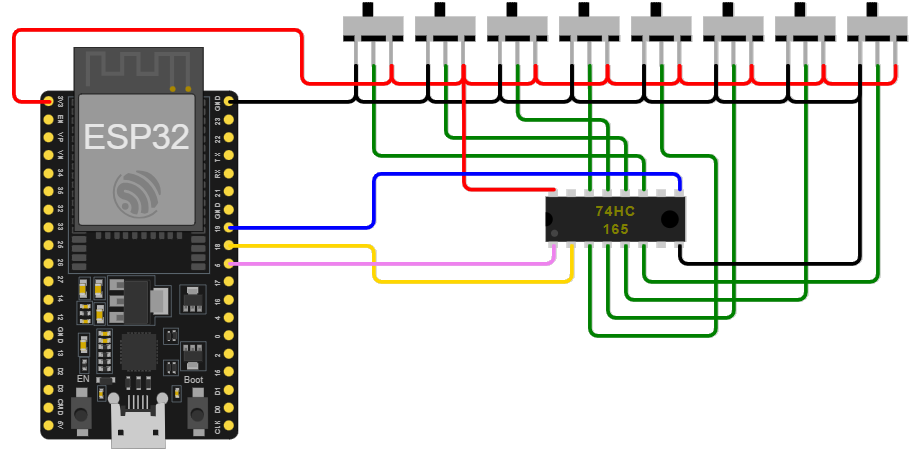 ESP32
3V3
EN
VP
VN
34
35
32
33
25
26
27
14
12
GND
13
D2
D3
CMD
5V
GND
23
22
TX
RX
21
GND
19
18
5
17
16
4
0
2
15
D1
D0
CLK
EN
Boot
74HC
165